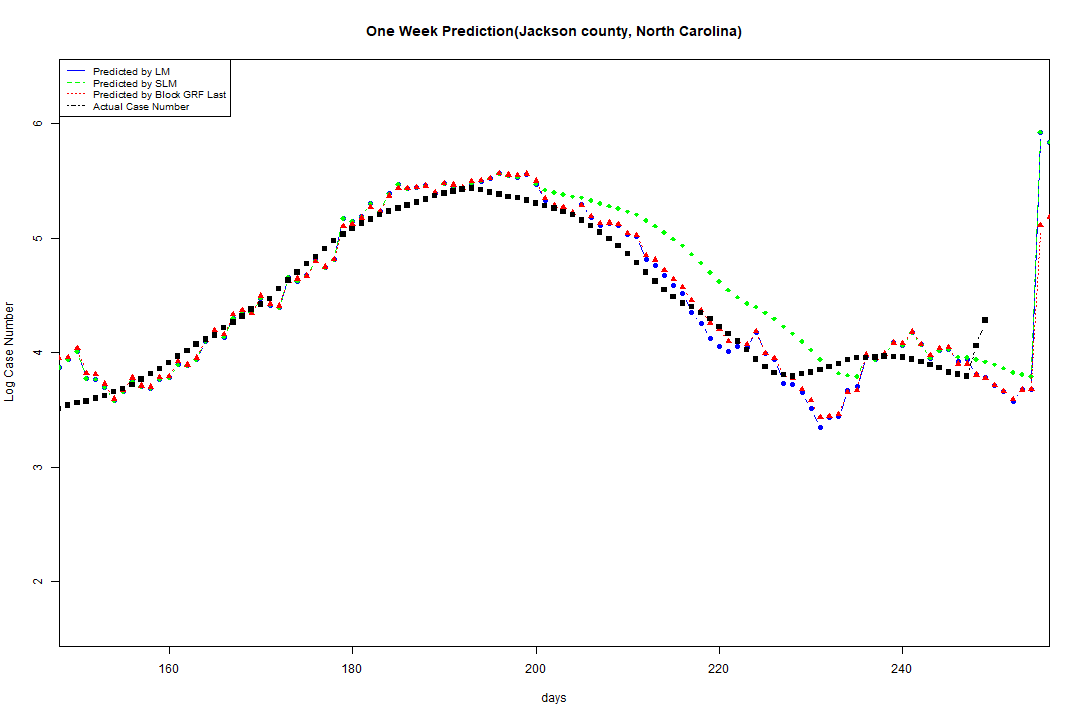 One Week Prediction(Jackson county, North Carolina)
Predicted by LM
Predicted by SLM
Predicted by Block GRF Last
Actual Case Number
6
5
4
3
2
Log Case Number
160 180 200 220 240
days